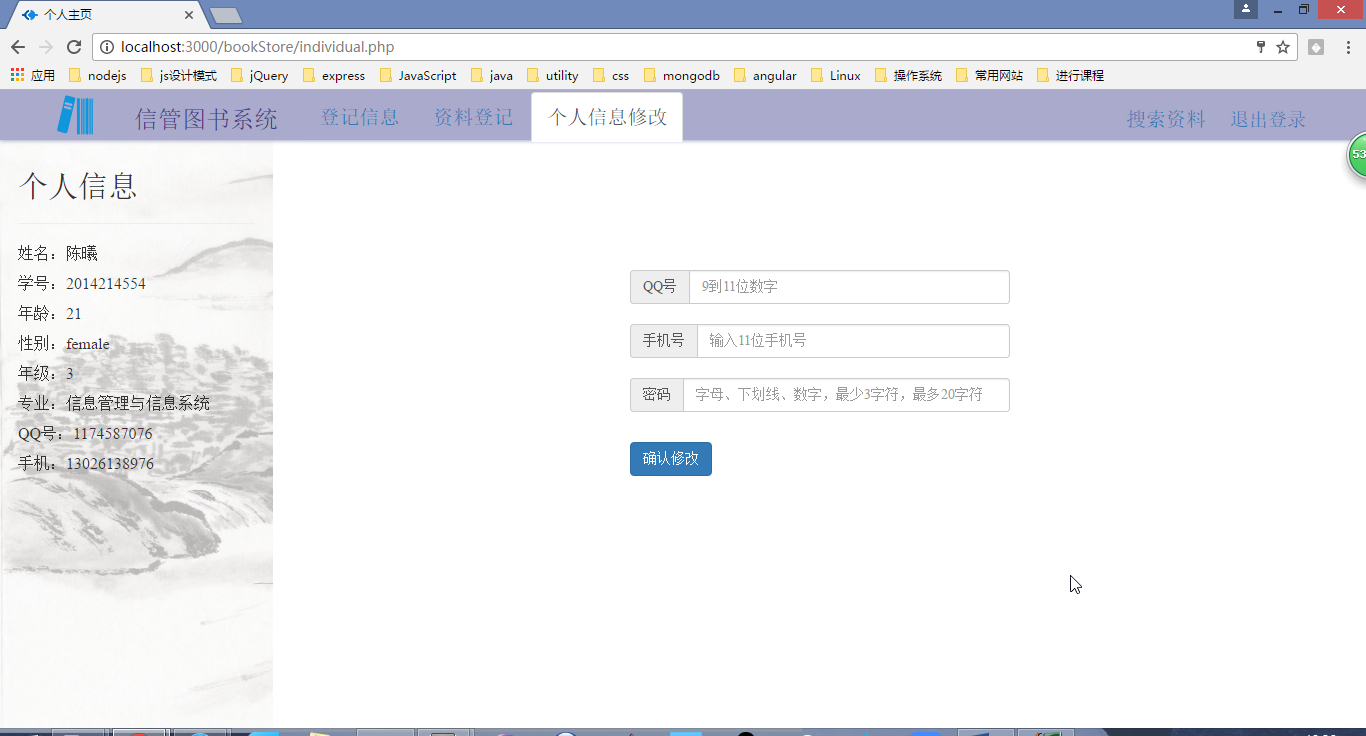 个人主页
localhost:3000/bookStore/individual.php
应用 nodejs js设计模式 jQuery express JavaScript java utility css mongodb angular Linux 操作系统 常用网站 进行课程
信管图书系统 登记信息 资料登记 个人信息修改 搜索资料 退出登录
53
个人信息
姓名：陈曦
学号：2014214554
年龄：21
性别：female
年级：3
专业：信息管理与信息系统
QQ号：1174587076
手机：13026138976
QQ号 9到11位数字
手机号 输入11位手机号
密码 字母、下划线、数字，最少3字符，最多20字符
确认修改